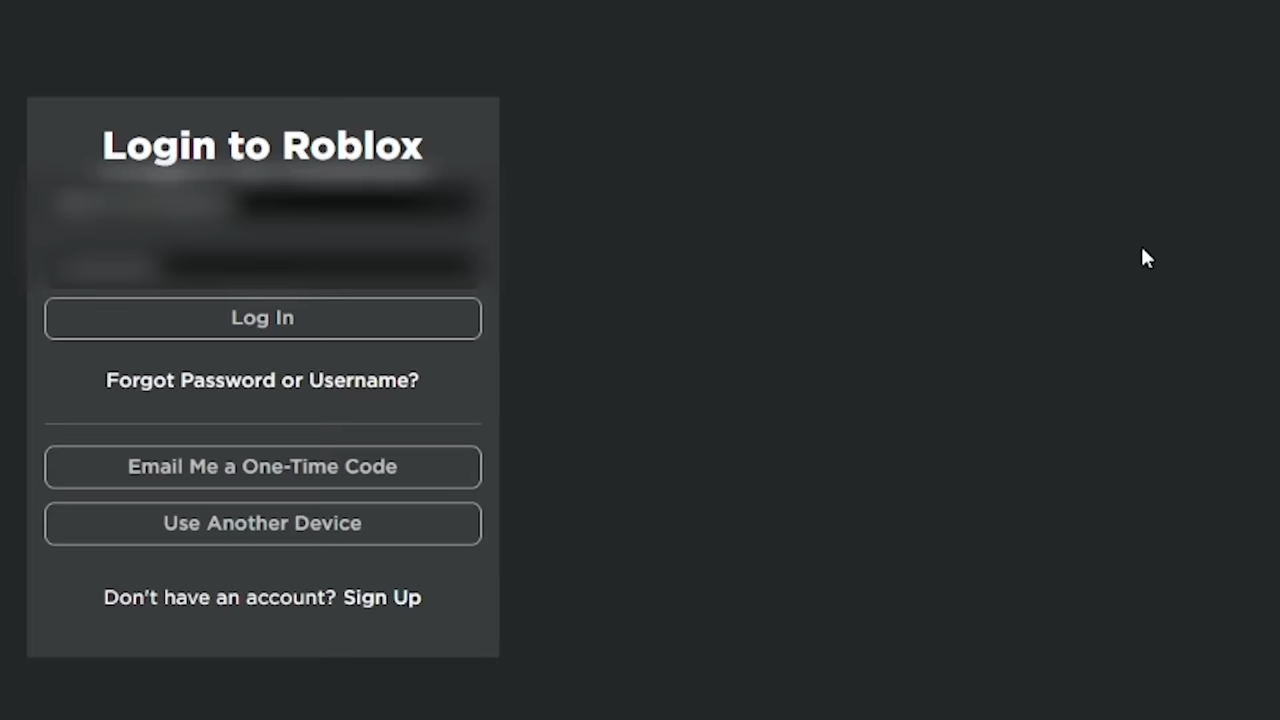 Login to Roblox
Log In
Forgot Password or Username?
Email Me a One-Time Code
Use Another Device
Don't have an account? Sign Up